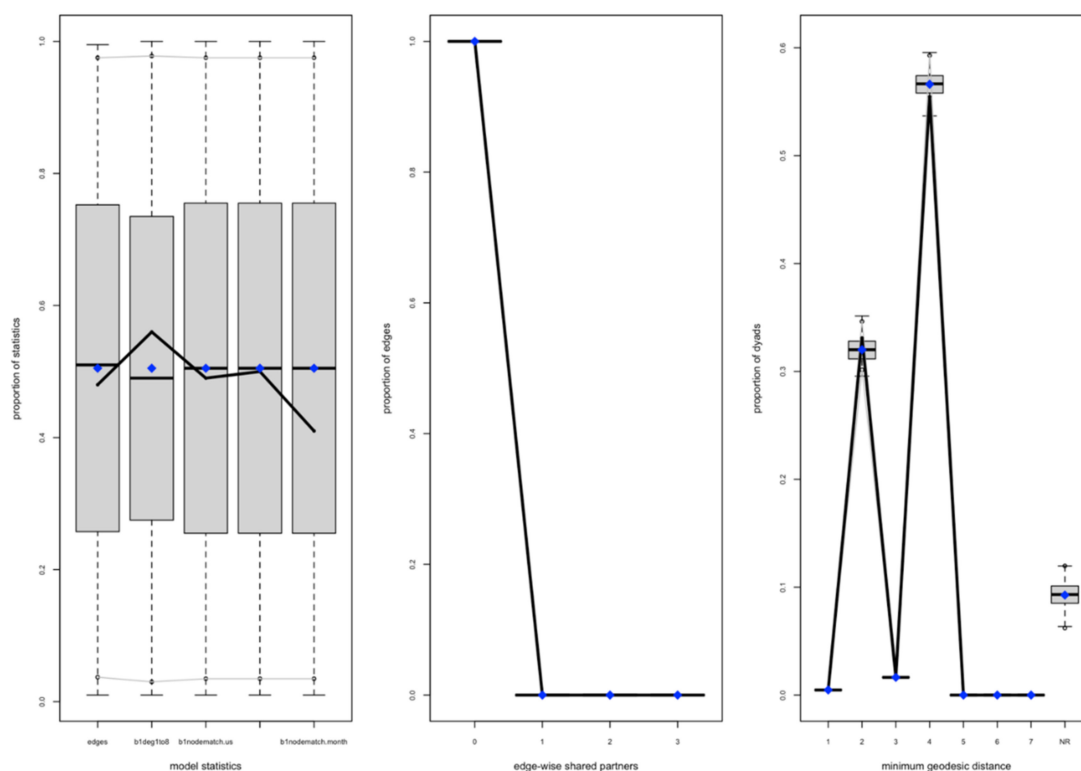 proportion of statistics
1.0
0.8
0.6
0.4
0.2
0.0
edges b1deg1to8 b1nodematch.us b1nodematch.month
model statistics
proportion of edges
1.0
0.8
0.6
0.4
0.2
0.0
0 1 2 3
edge-wise shared partners
proportion of dyads
0.6
0.5
0.4
0.3
0.2
0.1
0.0
1 2 3 4 5 6 7 NR
minimum geodesic distance